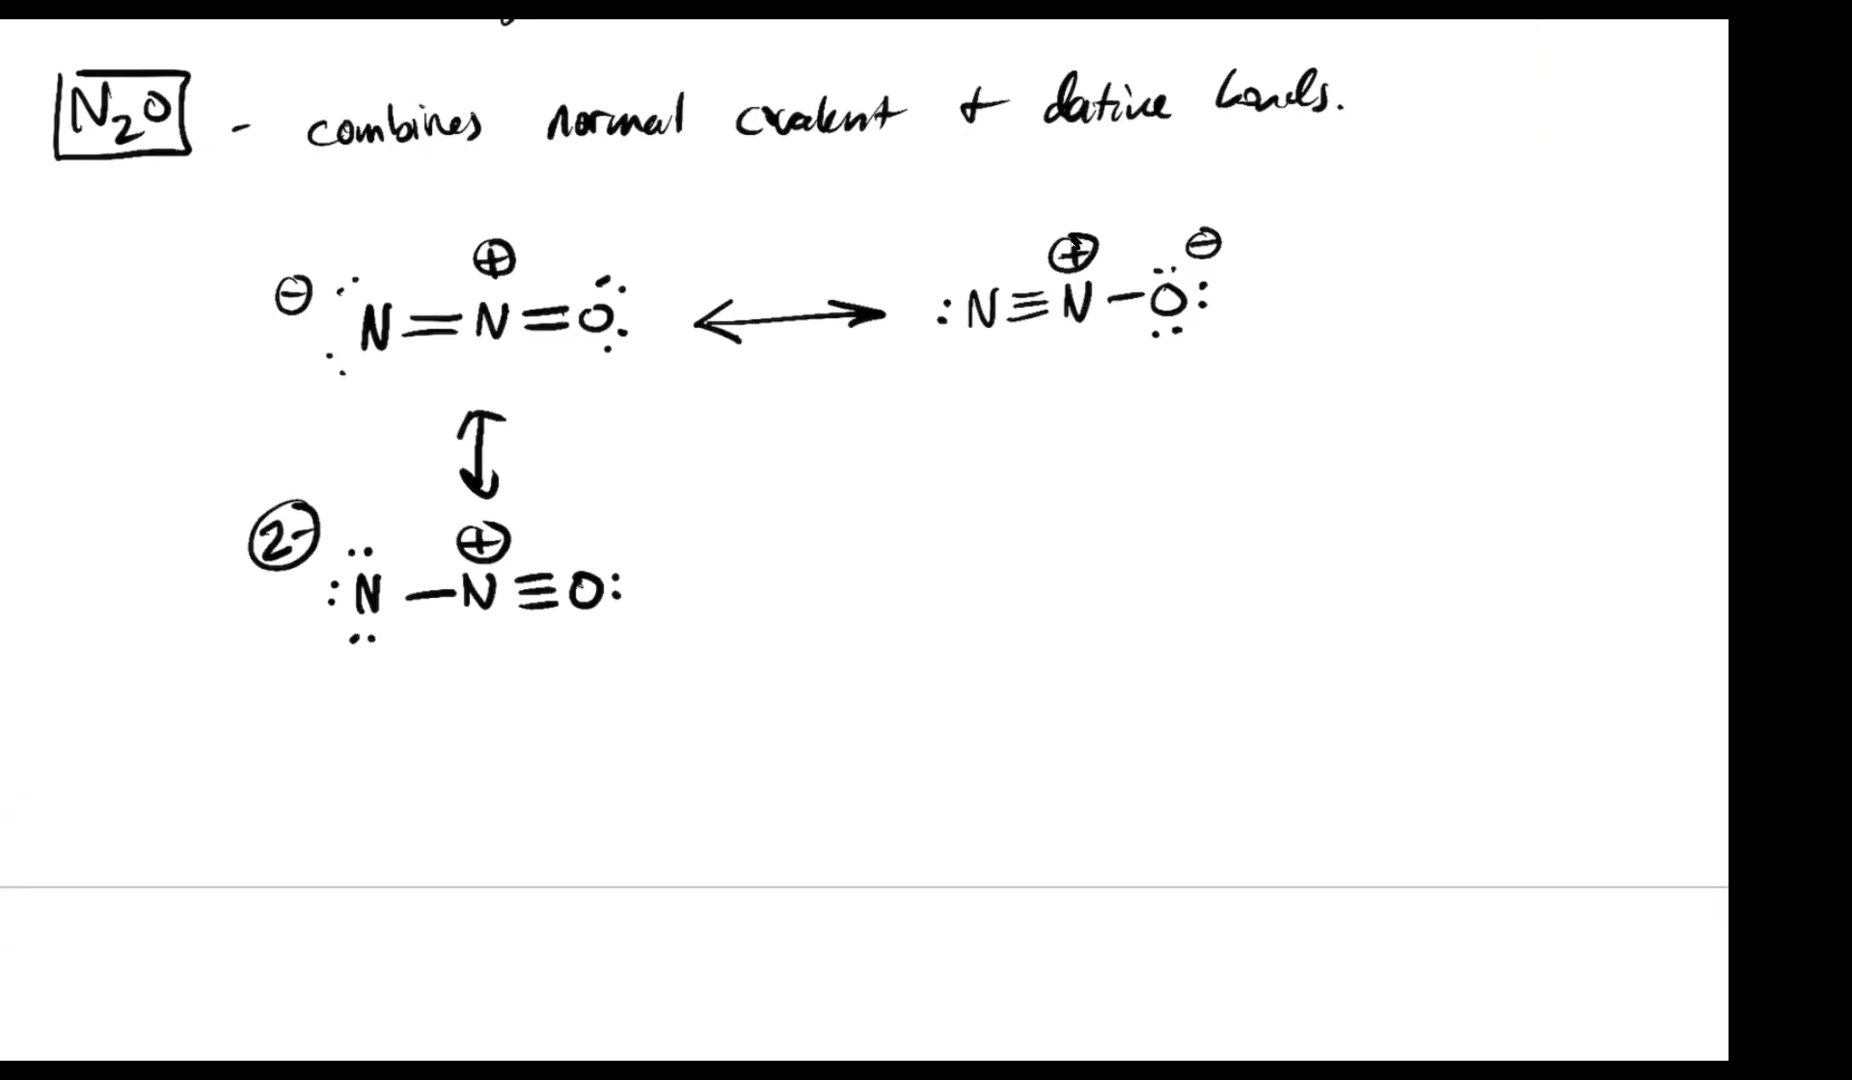 N₂O - combines normal covalent + dative bonds.
⊖ :N=N=O: ⊕ ⟷ :N≡N-O: ⊕ ⊖
↕
2- :N-N≡O: ⊕